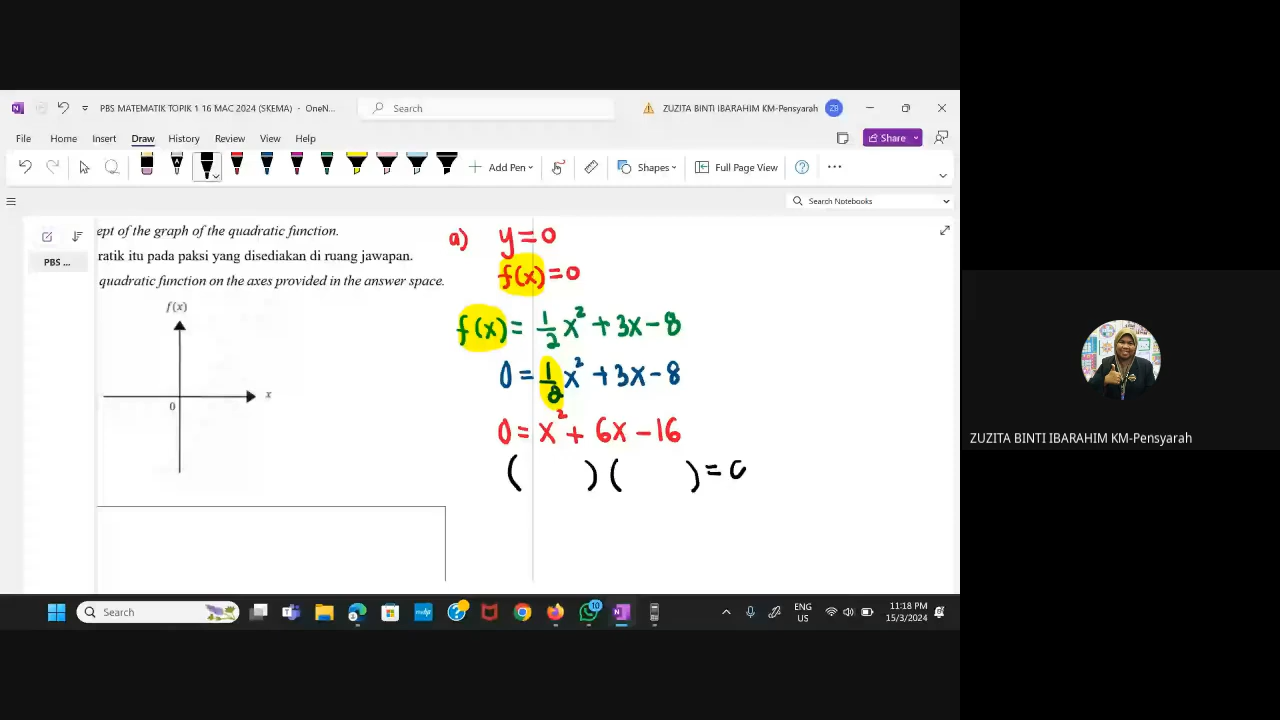 PBS MATEMATIK TOPIK 1 16 MAC 2024 (SKEMA) - OneN...
Search
ZUZITA BINTI IBARAHIM KM-Pensyarah
ZB
File Home Insert Draw History Review View Help
Share
Add Pen
Shapes
Full Page View
Search Notebooks
PBS ...
ept of the graph of the quadratic function.
ratik itu pada paksi yang disediakan di ruang jawapan.
quadratic function on the axes provided in the answer space.
f(x)
x
0
a) y = 0
f(x) = 0
f(x) = 1/2 x² + 3x - 8
0 = 1/2 x² + 3x - 8
0 = x² + 6x - 16
( ) ( ) = 0
ZUZITA BINTI IBARAHIM KM-Pensyarah
Search
10
ENG
US
11:18 PM
15/3/2024